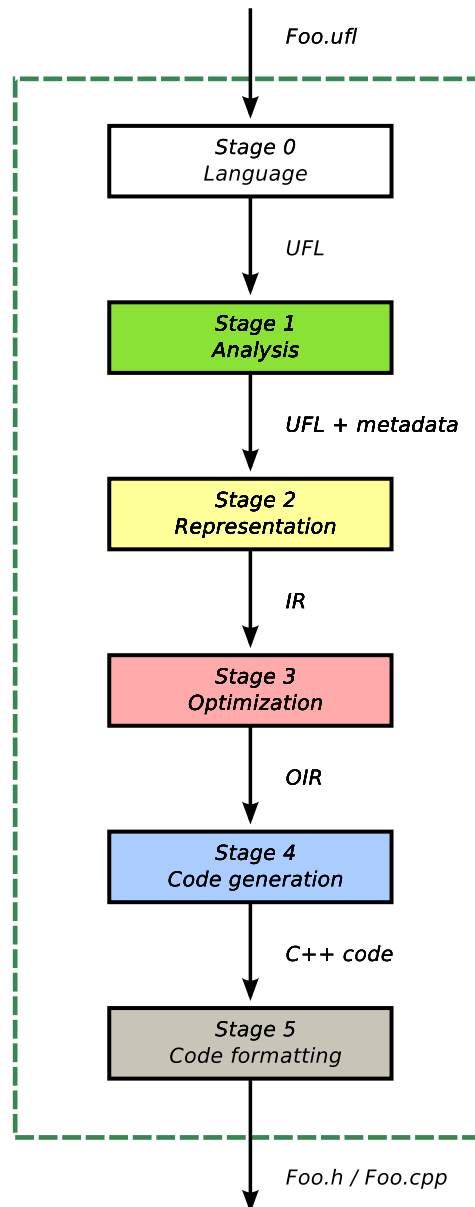 Foo.ufl
Stage 0
Language
UFL
Stage 1
Analysis
UFL + metadata
Stage 2
Representation
IR
Stage 3
Optimization
OIR
Stage 4
Code generation
C++ code
Stage 5
Code formatting
Foo.h / Foo.cpp